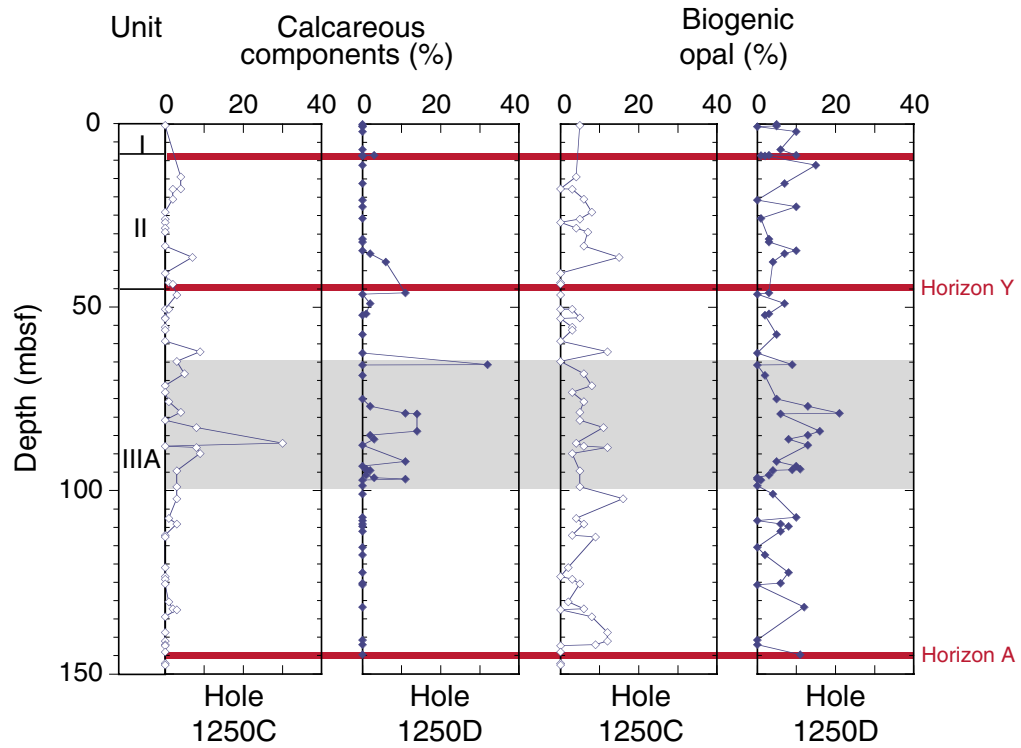 Unit
Calcareous
components (%)
Biogenic
opal (%)
0 20 40 0 20 40 0 20 40 0 20 40
0
50
100
150
Depth (mbsf)
I
II
IIIA
Horizon Y
Horizon A
Hole
1250C
Hole
1250D
Hole
1250C
Hole
1250D